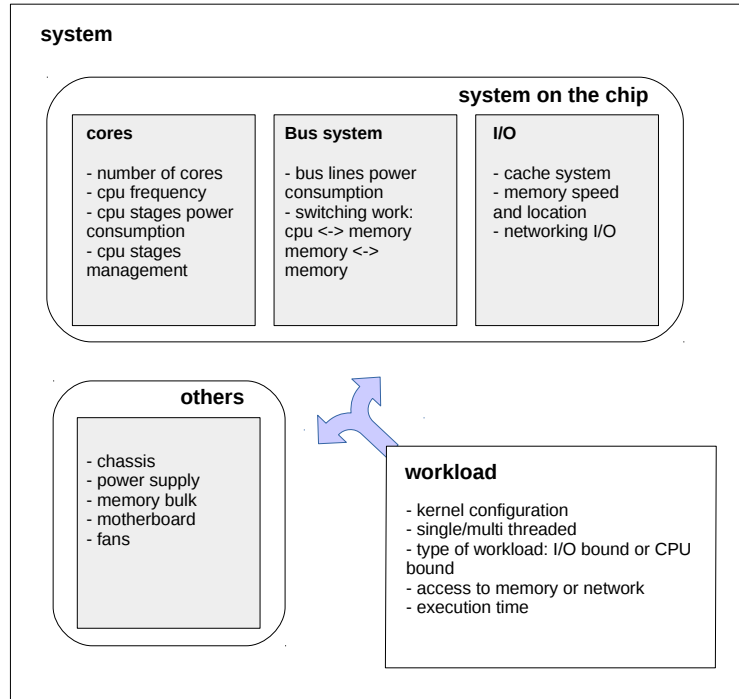 system
system on the chip
cores
- number of cores
- cpu frequency
- cpu stages power
consumption
- cpu stages
management
Bus system
- bus lines power
consumption
- switching work:
cpu <-> memory
memory <->
memory
I/O
- cache system
- memory speed
and location
- networking I/O
others
- chassis
- power supply
- memory bulk
- motherboard
- fans
workload
- kernel configuration
- single/multi threaded
- type of workload: I/O bound or CPU
bound
- access to memory or network
- execution time